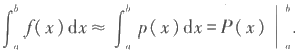 ∫_a^b f(x)dx ≈ ∫_a^b p(x)dx = P(x) |_a^b.